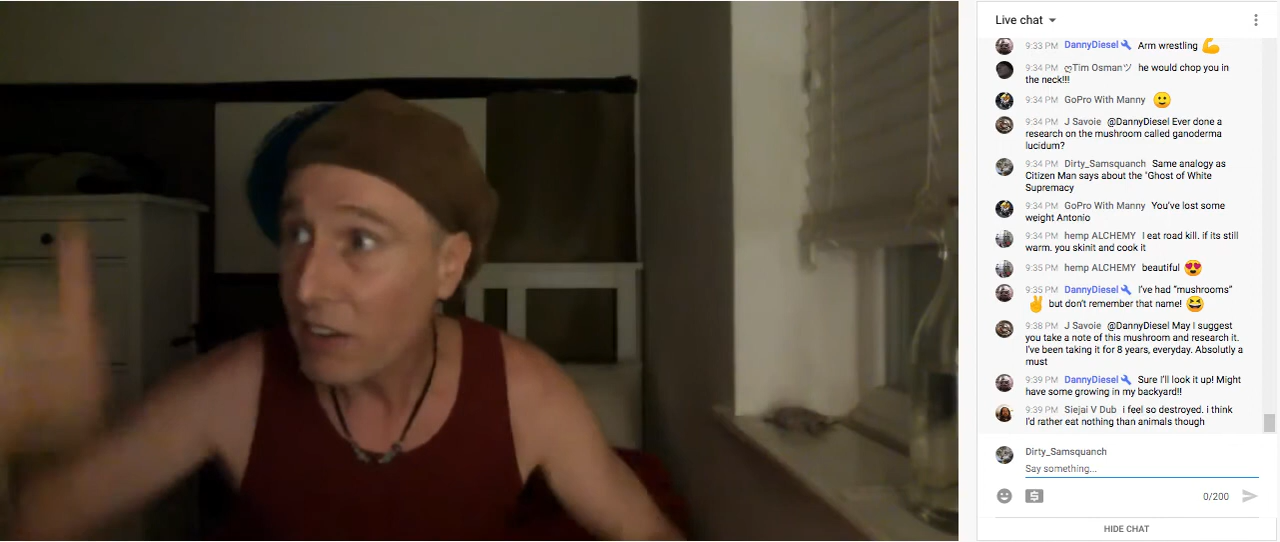 Live chat
9:33 PM DannyDiesel Arm wrestling 💪
9:34 PM ღTim Osmanツ he would chop you in
the neck!!!
9:34 PM GoPro With Manny 🙂
9:34 PM J Savoie @DannyDiesel Ever done a
research on the mushroom called ganoderma
lucidum?
9:34 PM Dirty_Samsquanch Same analogy as
Citizen Man says about the "Ghost of White
Supremacy
9:34 PM GoPro With Manny You've lost some
weight Antonio
9:34 PM hemp ALCHEMY I eat road kill. if its still
warm. you skinit and cook it
9:35 PM hemp ALCHEMY beautiful 😍
9:35 PM DannyDiesel I've had "mushrooms"
✌ but don't remember that name! 😆
9:38 PM J Savoie @DannyDiesel May I suggest
you take a note of this mushroom and research it.
I've been taking it for 8 years, everyday. Absolutly a
must
9:39 PM DannyDiesel Sure I'll look it up! Might
have some growing in my backyard!!
9:39 PM Siejai V Dub i feel so destroyed. i think
I'd rather eat nothing than animals though
Dirty_Samsquanch
Say something...
0/200
HIDE CHAT